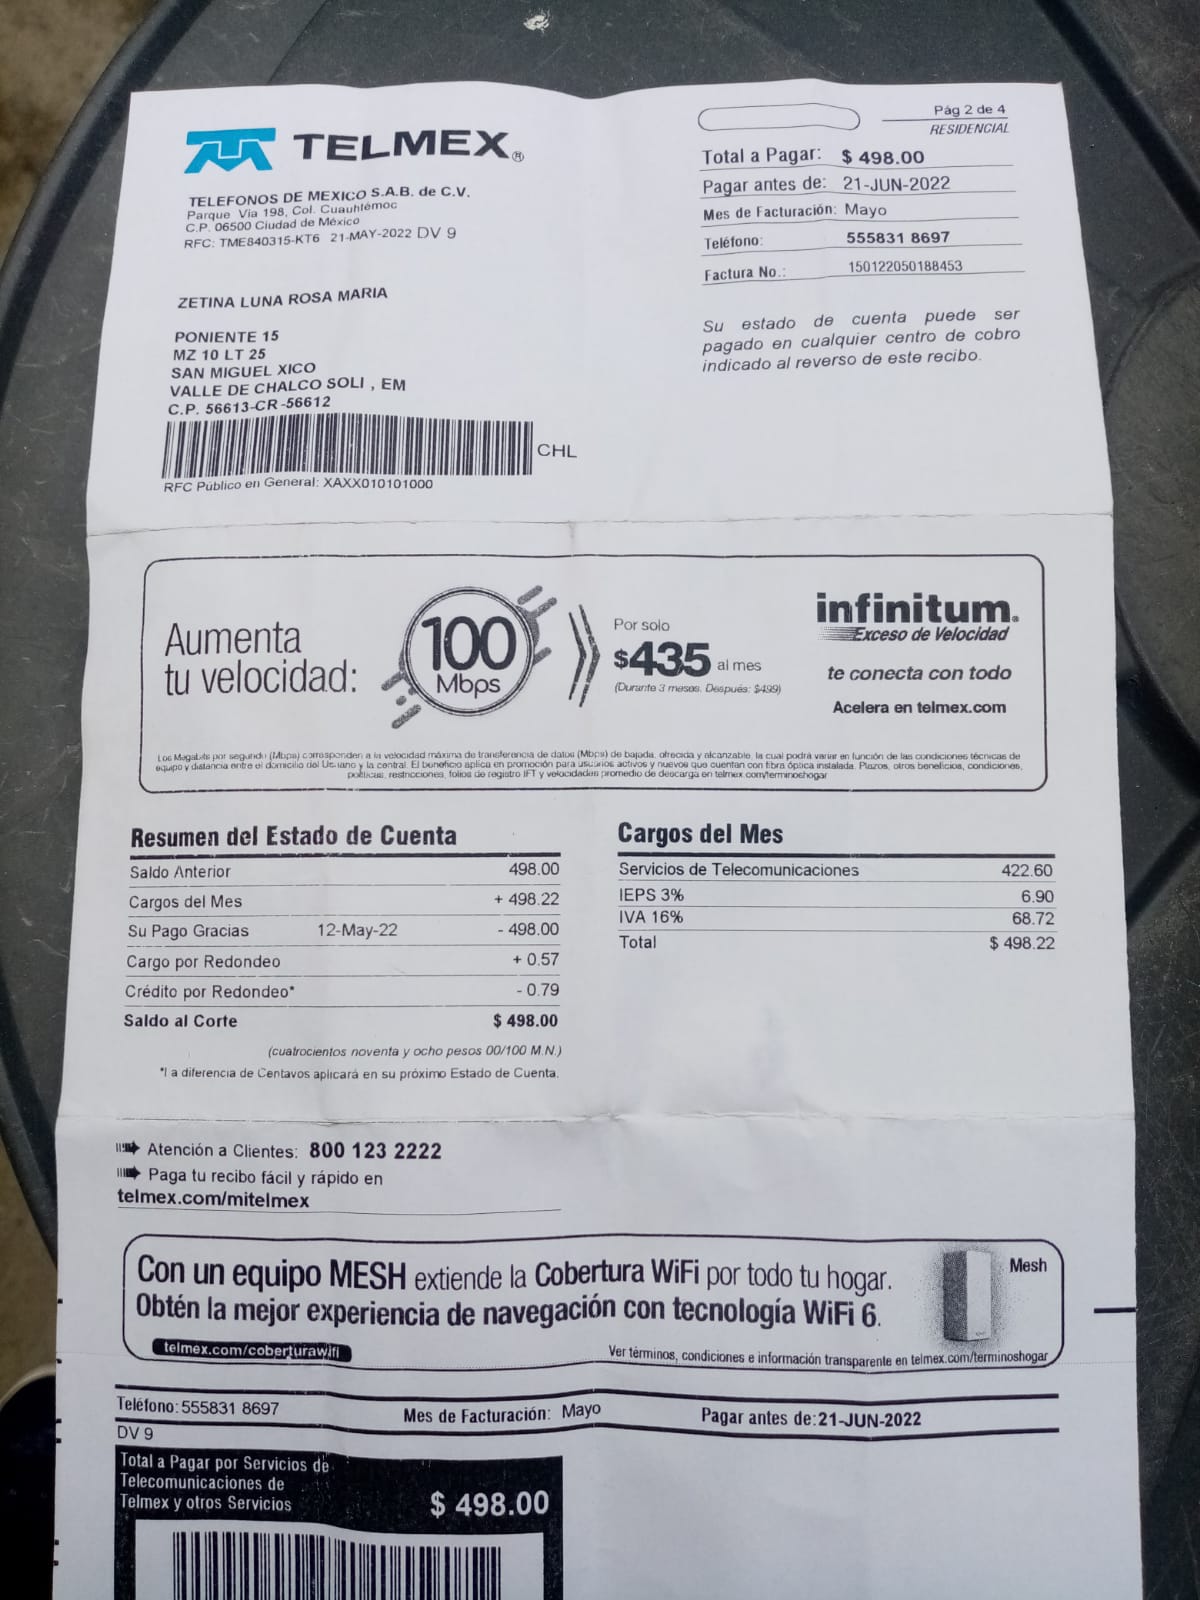 TELMEX®
TELEFONOS DE MEXICO S.A.B. de C.V.
Parque Via 198, Col. Cuauhtémoc
C.P. 06500 Ciudad de México
RFC: TME840315-KT6 21-MAY-2022 DV 9
Pág 2 de 4
RESIDENCIAL
Total a Pagar: $ 498.00
Pagar antes de: 21-JUN-2022
Mes de Facturación: Mayo
Teléfono: 555831 8697
Factura No.: 150122050188453
ZETINA LUNA ROSA MARIA
PONIENTE 15
MZ 10 LT 25
SAN MIGUEL XICO
VALLE DE CHALCO SOLI , EM
C.P. 56613-CR -56612
CHL
RFC Público en General: XAXX010101000
Su estado de cuenta puede ser
pagado en cualquier centro de cobro
indicado al reverso de este recibo.
Aumenta
tu velocidad:
100
Mbps
Por solo
$435 al mes
(Durante 3 meses. Después: $499)
infinitum.
Exceso de Velocidad
te conecta con todo
Acelera en telmex.com
Los Megabits por segundo (Mbps) corresponden a la velocidad máxima de transferencia de datos (Mbps) de bajada, ofrecida y alcanzable, la cual podrá variar en función de las condiciones técnicas de
equipo y distancia entre el domicilio del Usuario y la central. El beneficio aplica en promoción para usuarios activos y nuevos que cuentan con fibra óptica instalada. Plazos, otros beneficios, condiciones,
políticas, restricciones, folios de registro IFT y velocidades promedio de descarga en telmex.com/terminoshogar
Resumen del Estado de Cuenta
Saldo Anterior 498.00
Cargos del Mes + 498.22
Su Pago Gracias 12-May-22 - 498.00
Cargo por Redondeo + 0.57
Crédito por Redondeo* - 0.79
Saldo al Corte $ 498.00
(cuatrocientos noventa y ocho pesos 00/100 M.N.)
*La diferencia de Centavos aplicará en su próximo Estado de Cuenta.
Cargos del Mes
Servicios de Telecomunicaciones 422.60
IEPS 3% 6.90
IVA 16% 68.72
Total $ 498.22
Atención a Clientes: 800 123 2222
Paga tu recibo fácil y rápido en
telmex.com/mitelmex
Con un equipo MESH extiende la Cobertura WiFi por todo tu hogar.
Obtén la mejor experiencia de navegación con tecnología WiFi 6.
telmex.com/coberturawifi
Mesh
Ver términos, condiciones e información transparente en telmex.com/terminoshogar
Teléfono: 555831 8697 Mes de Facturación: Mayo Pagar antes de: 21-JUN-2022
DV 9
Total a Pagar por Servicios de
Telecomunicaciones de
Telmex y otros Servicios $ 498.00